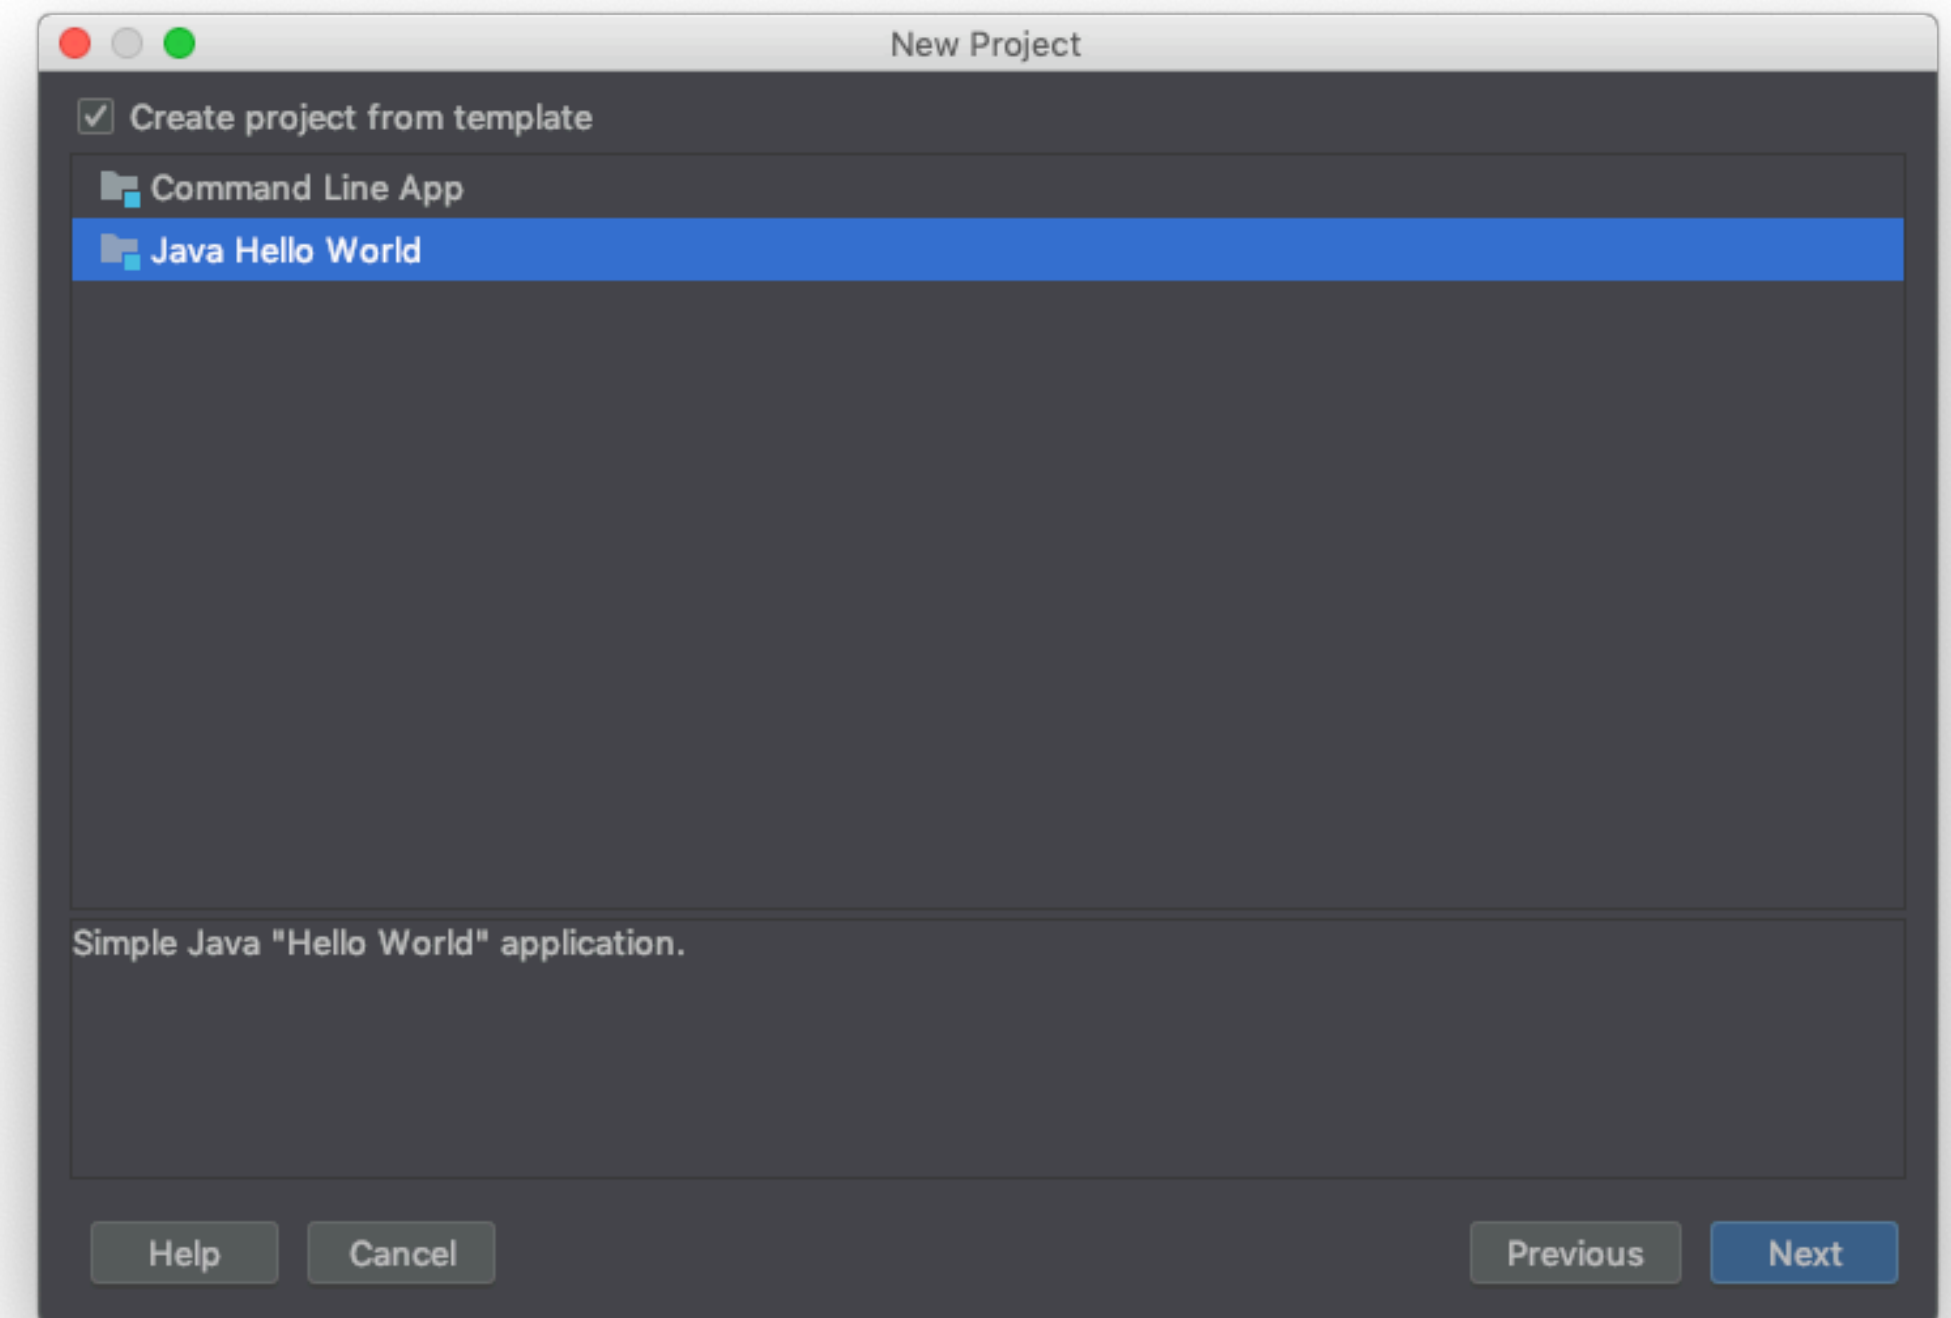 New Project
Create project from template
Command Line App
Java Hello World
Simple Java "Hello World" application.
Help Cancel Previous Next